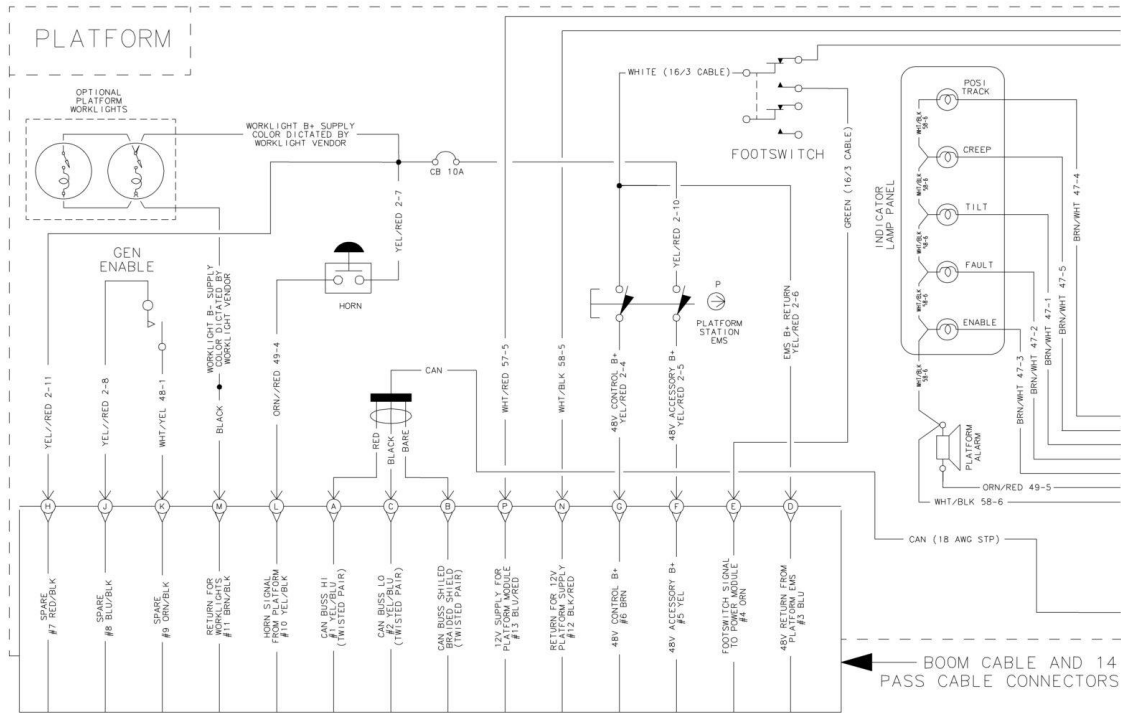 PLATFORM
OPTIONAL
PLATFORM
WORKLIGHTS
WORKLIGHT B+ SUPPLY
COLOR DICTATED BY
WORKLIGHT VENDOR
CB 10A
WHITE (16/3 CABLE)
FOOTSWITCH
GREEN (16/3 CABLE)
INDICATOR
LAMP PANEL
POSI
TRACK
CREEP
TILT
FAULT
ENABLE
WHT/BLK
58-6
WHT/BLK
58-6
WHT/BLK
58-6
WHT/BLK
58-6
WHT/BLK
58-6
BRN/WHT 47-4
BRN/WHT 47-5
BRN/WHT 47-1
BRN/WHT 47-2
BRN/WHT 47-3
GEN
ENABLE
YEL/RED 2-7
HORN
YEL/RED 2-10
P
PLATFORM
STATION
EMS
EMS B+ RETURN
YEL/RED 2-6
YEL//RED 2-11
YEL//RED 2-8
WHT/YEL 48-1
WORKLIGHT B- SUPPLY
COLOR DICTATED BY
WORKLIGHT VENDOR
BLACK
ORN//RED 49-4
CAN
RED
BLACK
BARE
WHT/RED 57-5
WHT/BLK 58-5
48V CONTROL B+
YEL/RED 2-4
48V ACCESSORY B+
YEL/RED 2-5
PLATFORM
ALARM
ORN/RED 49-5
WHT/BLK 58-6
CAN (18 AWG STP)
H
J
K
M
L
A
C
B
P
N
G
F
E
D
SPARE
#7 RED/BLK
SPARE
#8 BLU/BLK
SPARE
#9 ORN/BLK
RETURN FOR
WORKLIGHTS
#11 BRN/BLK
HORN SIGNAL
FROM PLATFORM
#10 YEL/BLK
CAN BUSS HI
#1 YEL/BLU
(TWISTED PAIR)
CAN BUSS LO
#2 YEL/BLU
(TWISTED PAIR)
CAN BUSS SHILED
BRAIDED SHIELD
(TWISTED PAIR)
12V SUPPLY FOR
PLATFORM MODULE
#13 BLU/RED
RETURN FOR 12V
PLATFORM SUPPLY
#12 BLK/RED
48V CONTROL B+
#6 BRN
48V ACCESSORY B+
#5 YEL
FOOTSWITCH SIGNAL
TO POWER MODULE
#4 ORN
48V RETURN FROM
PLATFORM EMS
#3 BLU
BOOM CABLE AND 14
PASS CABLE CONNECTORS